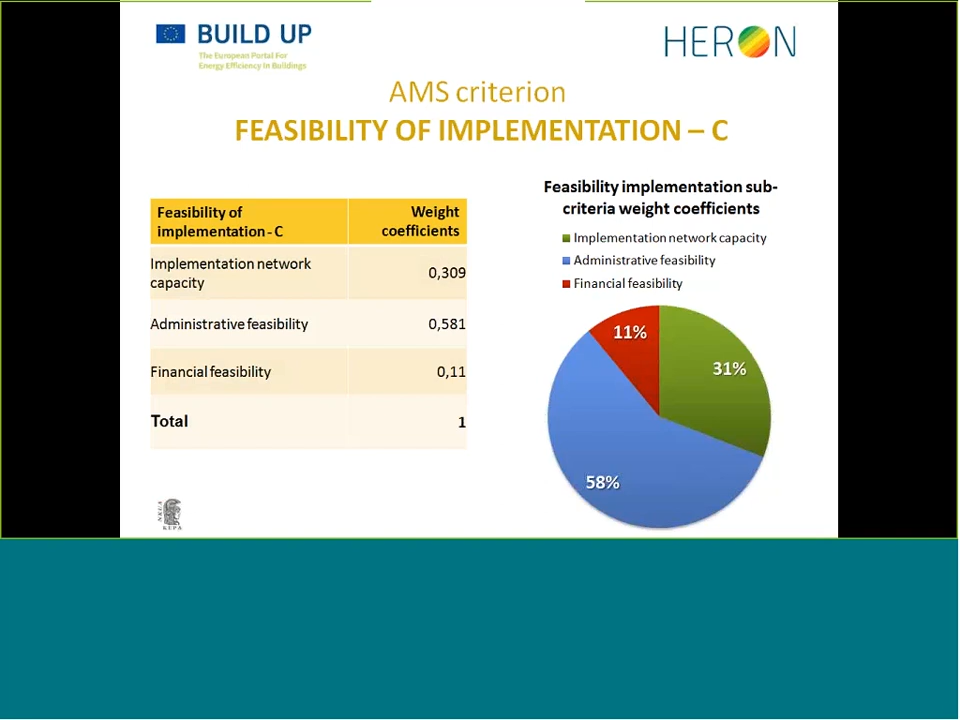 BUILD UP
The European Portal For
Energy Efficiency In Buildings
HERON
AMS criterion
FEASIBILITY OF IMPLEMENTATION – C
Feasibility of
implementation - C
Weight
coefficients
Implementation network
capacity
0,309
Administrative feasibility
0,581
Financial feasibility
0,11
Total
1
Feasibility implementation sub-
criteria weight coefficients
Implementation network capacity
Administrative feasibility
Financial feasibility
11%
31%
58%
KEPA